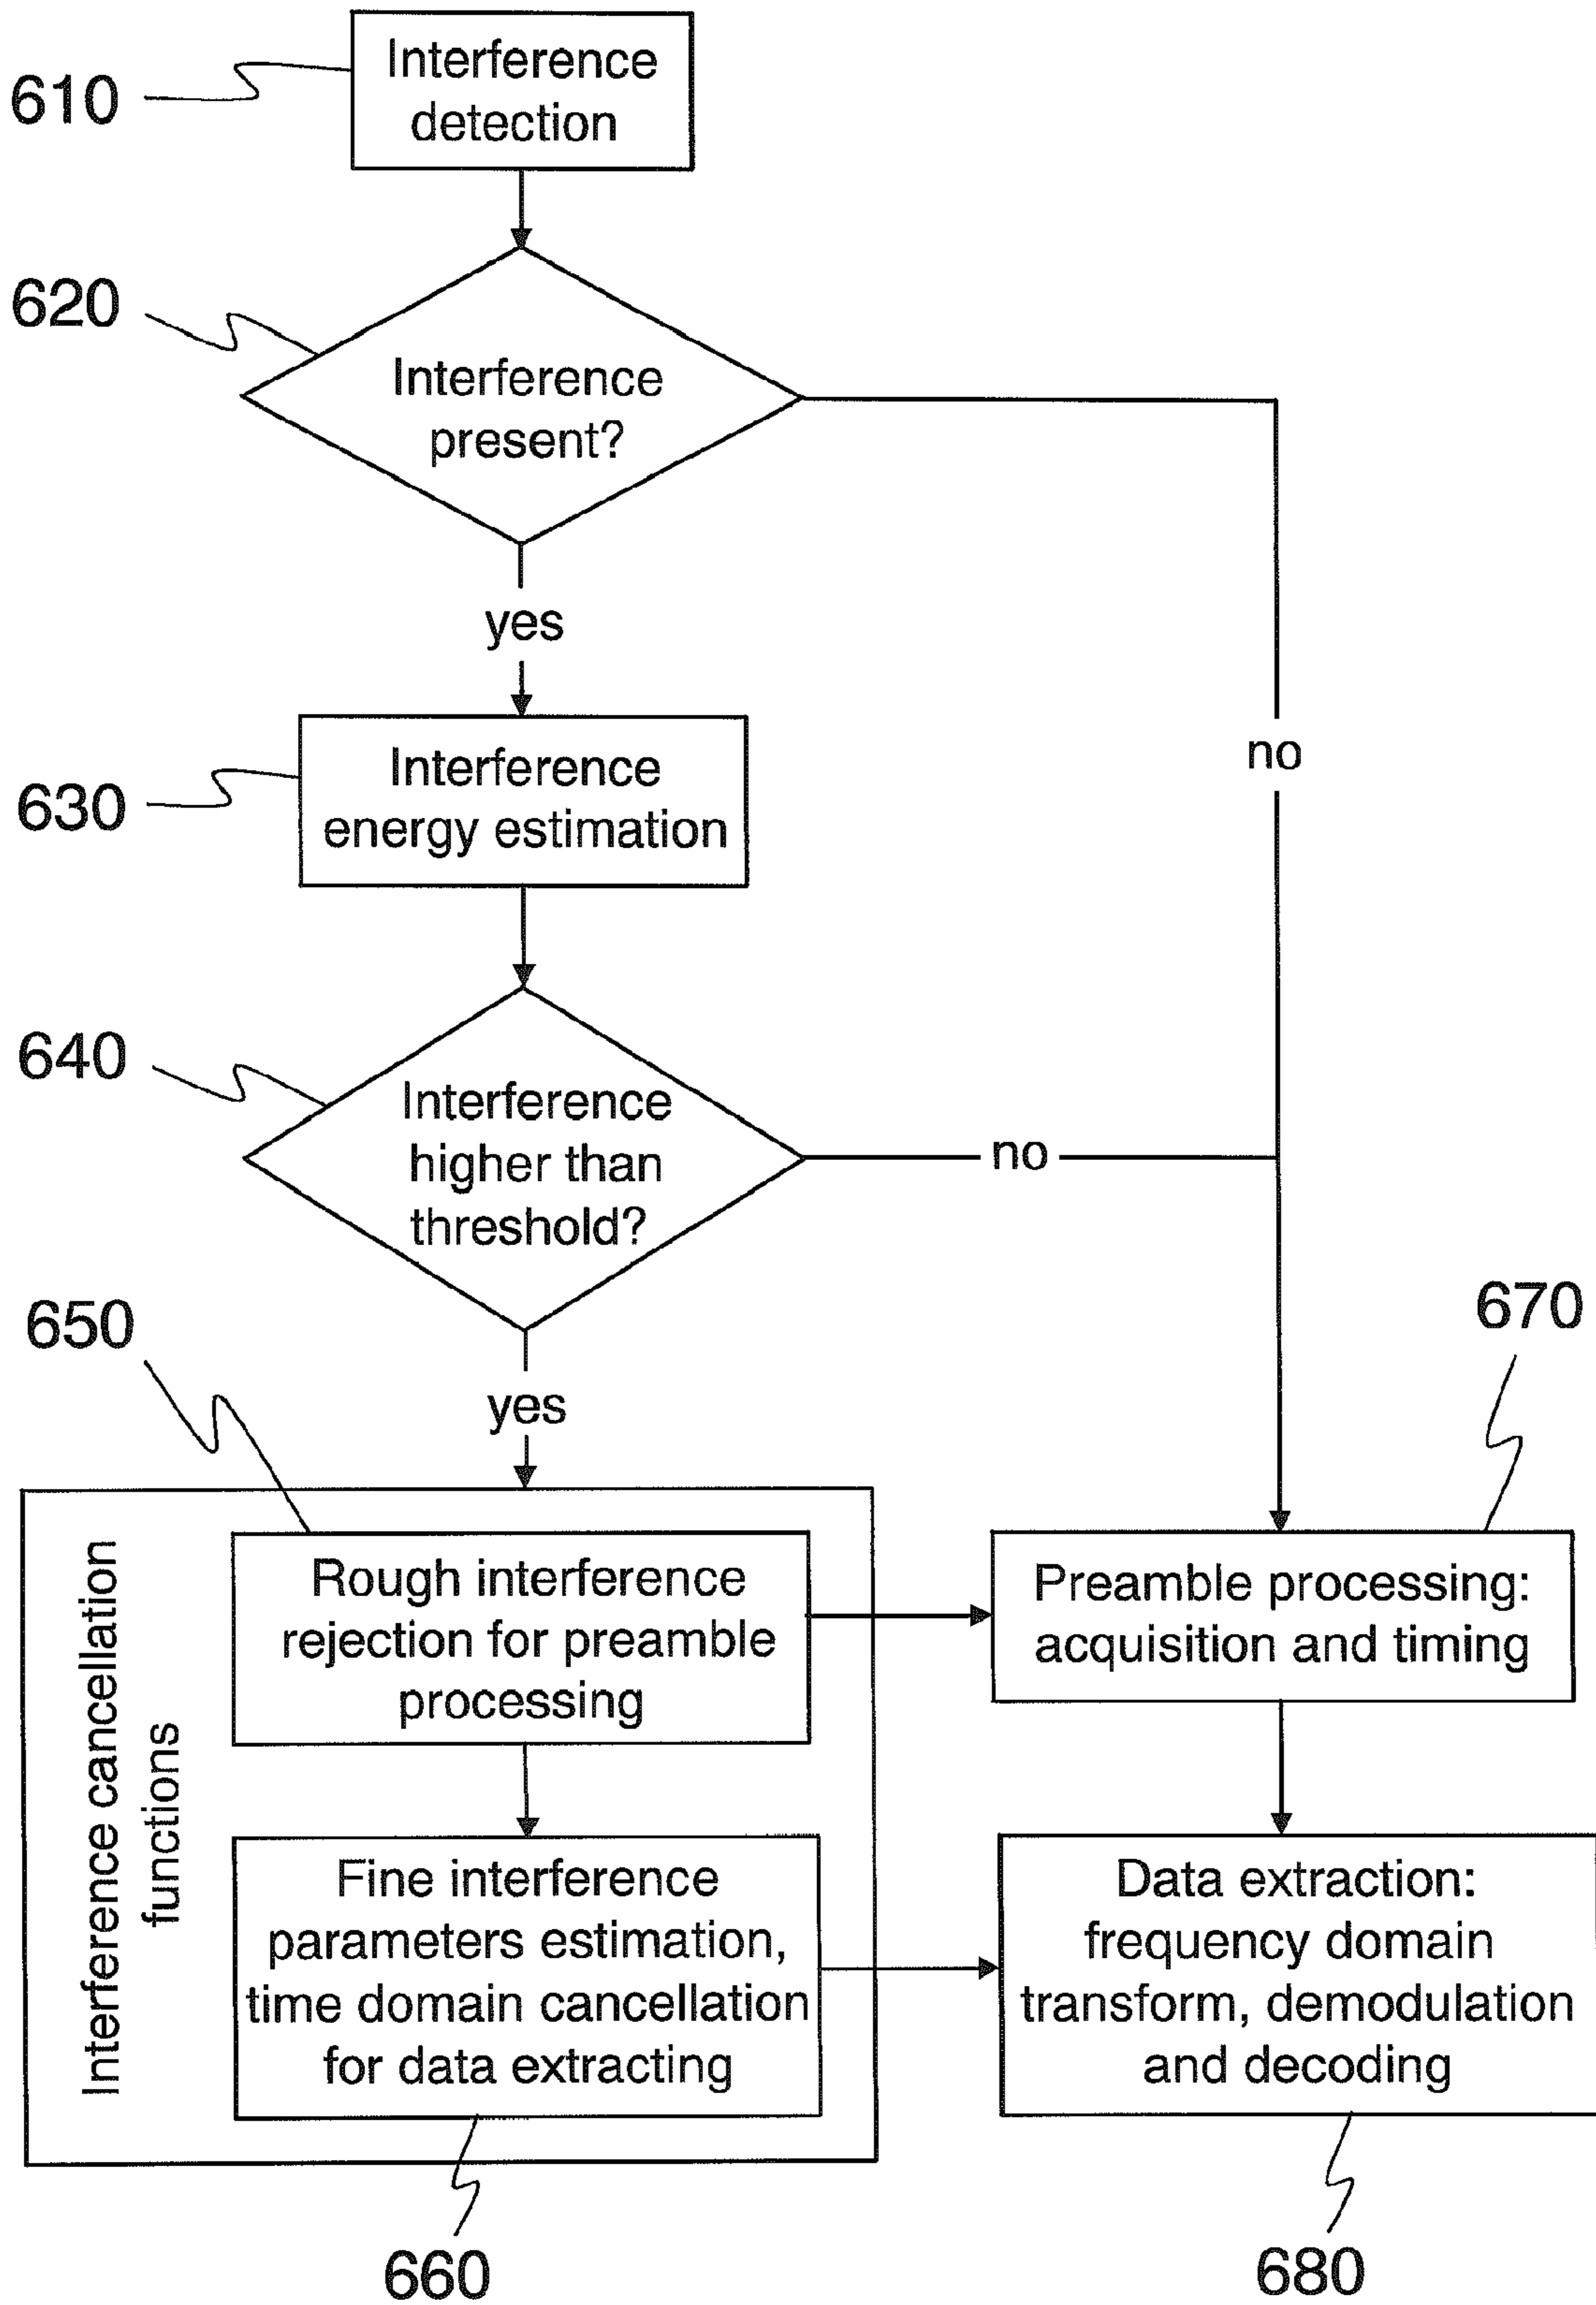 610
Interference
detection
620
Interference
present?
yes
no
630
Interference
energy estimation
640
Interference
higher than
threshold?
no
yes
650
670
Interference cancellation
functions
Rough interference
rejection for preamble
processing
Preamble processing:
acquisition and timing
Fine interference
parameters estimation,
time domain cancellation
for data extracting
Data extraction:
frequency domain
transform, demodulation
and decoding
660
680